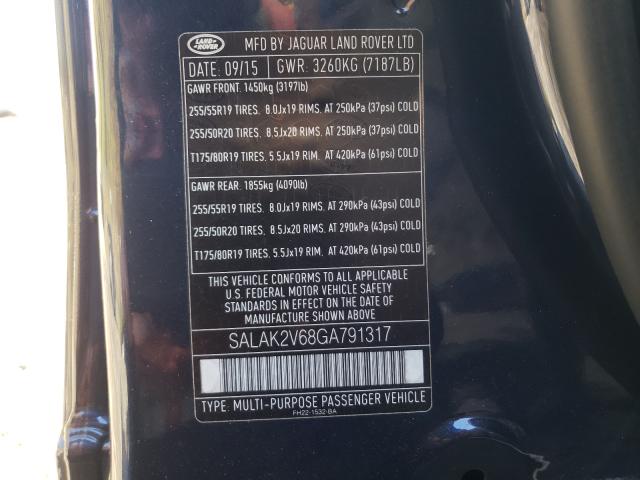 LAND
ROVER
MFD BY JAGUAR LAND ROVER LTD
DATE: 09/15 GWR: 3260KG (7187LB)
GAWR FRONT: 1450kg (3197lb)
255/55R19 TIRES. 8.0Jx19 RIMS. AT 250kPa (37psi) COLD
255/50R20 TIRES. 8.5Jx20 RIMS. AT 250kPa (37psi) COLD
T175/80R19 TIRES. 5.5Jx19 RIM. AT 420kPa (61psi) COLD
GAWR REAR: 1855kg (4090lb)
255/55R19 TIRES. 8.0Jx19 RIMS. AT 290kPa (43psi) COLD
255/50R20 TIRES. 8.5Jx20 RIMS. AT 290kPa (43psi) COLD
T175/80R19 TIRES. 5.5Jx19 RIM. AT 420kPa (61psi) COLD
THIS VEHICLE CONFORMS TO ALL APPLICABLE
U.S. FEDERAL MOTOR VEHICLE SAFETY
STANDARDS IN EFFECT ON THE DATE OF
MANUFACTURE SHOWN ABOVE.
SALAK2V68GA791317
TYPE: MULTI-PURPOSE PASSENGER VEHICLE
FH22-1532-BA